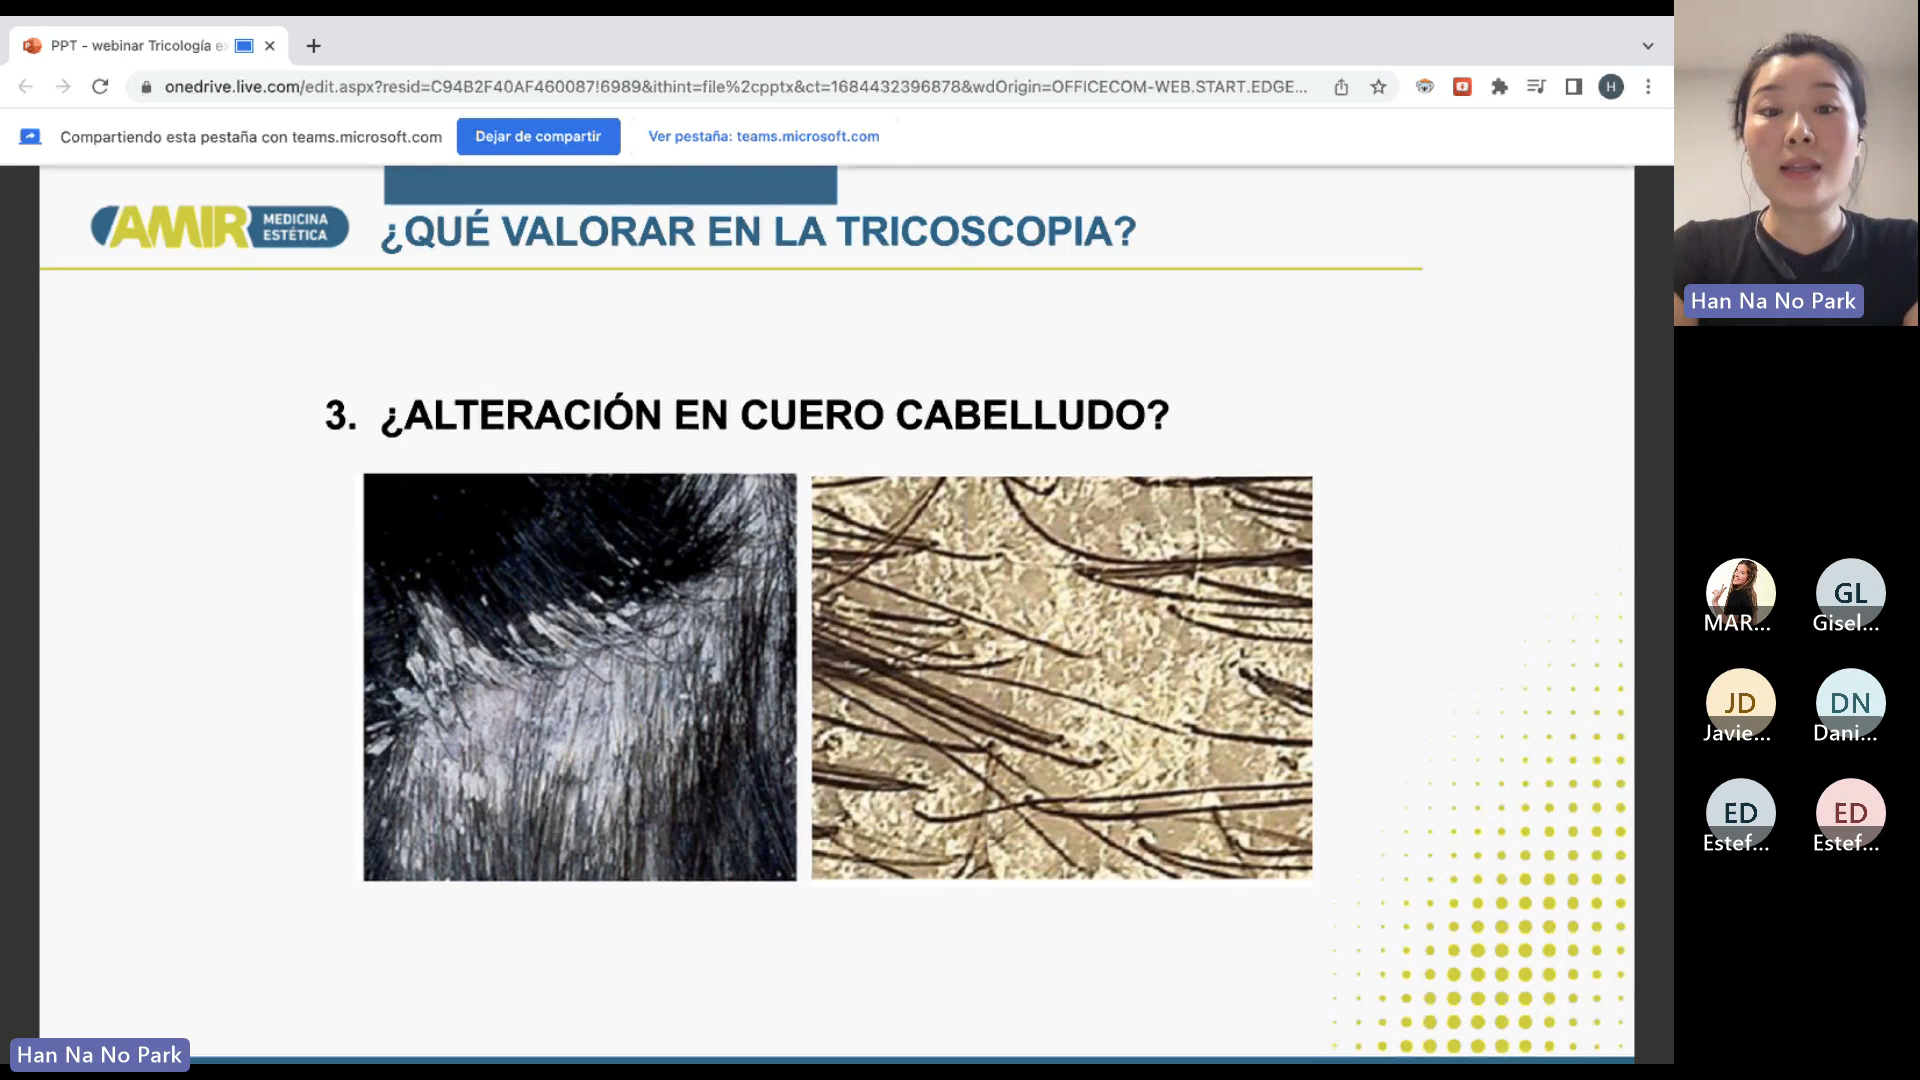 PPT - webinar Tricología e
onedrive.live.com/edit.aspx?resid=C94B2F40AF460087!6989&ithint=file%2cpptx&ct=1684432396878&wdOrigin=OFFICECOM-WEB.START.EDGE...
H
Compartiendo esta pestaña con teams.microsoft.com
Dejar de compartir
Ver pestaña: teams.microsoft.com
AMIR MEDICINA ESTÉTICA
¿QUÉ VALORAR EN LA TRICOSCOPIA?
3. ¿ALTERACIÓN EN CUERO CABELLUDO?
Han Na No Park
MAR...
GL
Gisel...
JD
Javie...
DN
Dani...
ED
Estef...
ED
Estef...
Han Na No Park